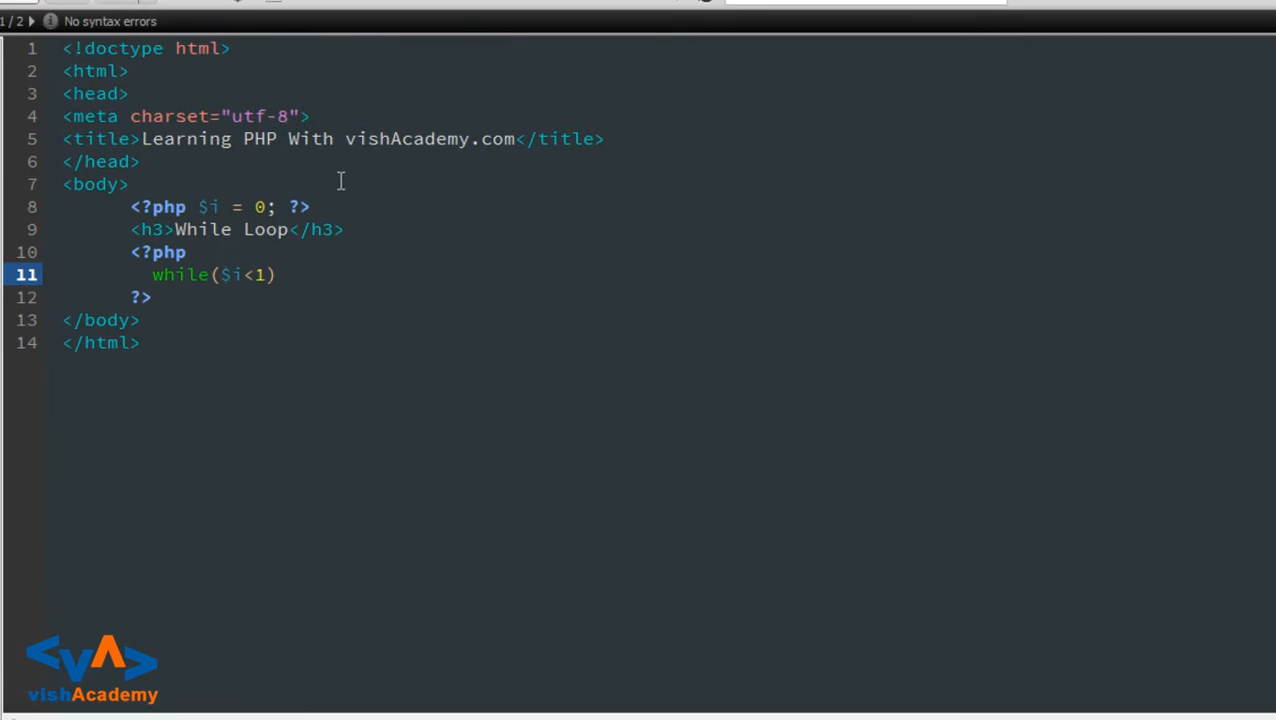 1 / 2 No syntax errors
1 <!doctype html>
2 <html>
3 <head>
4 <meta charset="utf-8">
5 <title>Learning PHP With vishAcademy.com</title>
6 </head>
7 <body>
8 <?php $i = 0; ?>
9 <h3>While Loop</h3>
10 <?php
11 while($i<1)
12 ?>
13 </body>
14 </html>
<VA>
vishAcademy